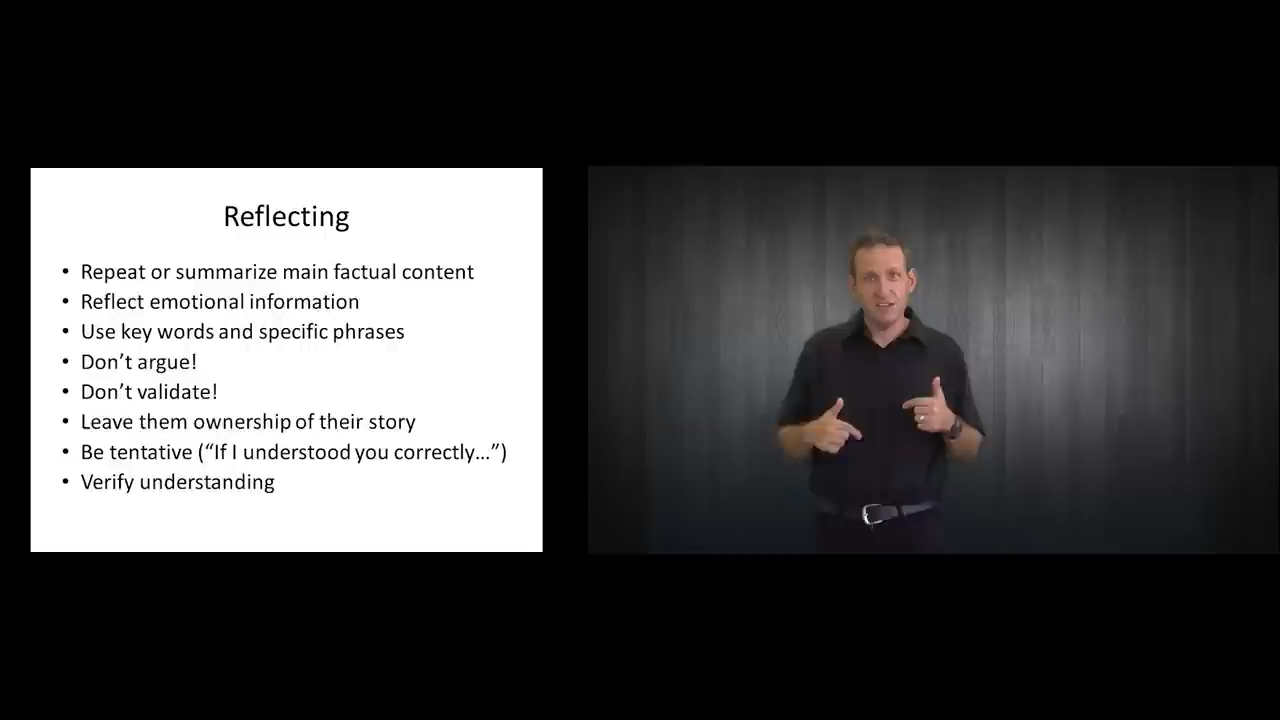 Reflecting
• Repeat or summarize main factual content
• Reflect emotional information
• Use key words and specific phrases
• Don’t argue!
• Don’t validate!
• Leave them ownership of their story
• Be tentative (“If I understood you correctly…”)
• Verify understanding